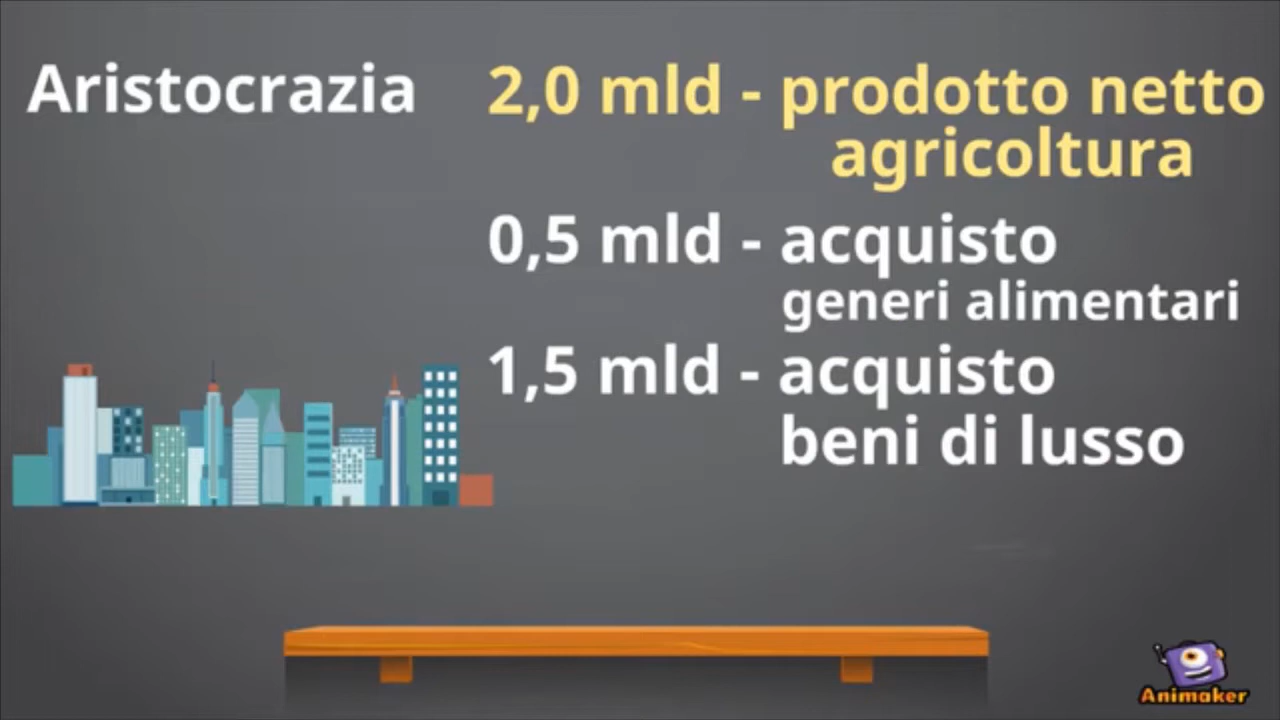 Aristocrazia 2,0 mld - prodotto netto
agricoltura
0,5 mld - acquisto
generi alimentari
1,5 mld - acquisto
beni di lusso
Animaker